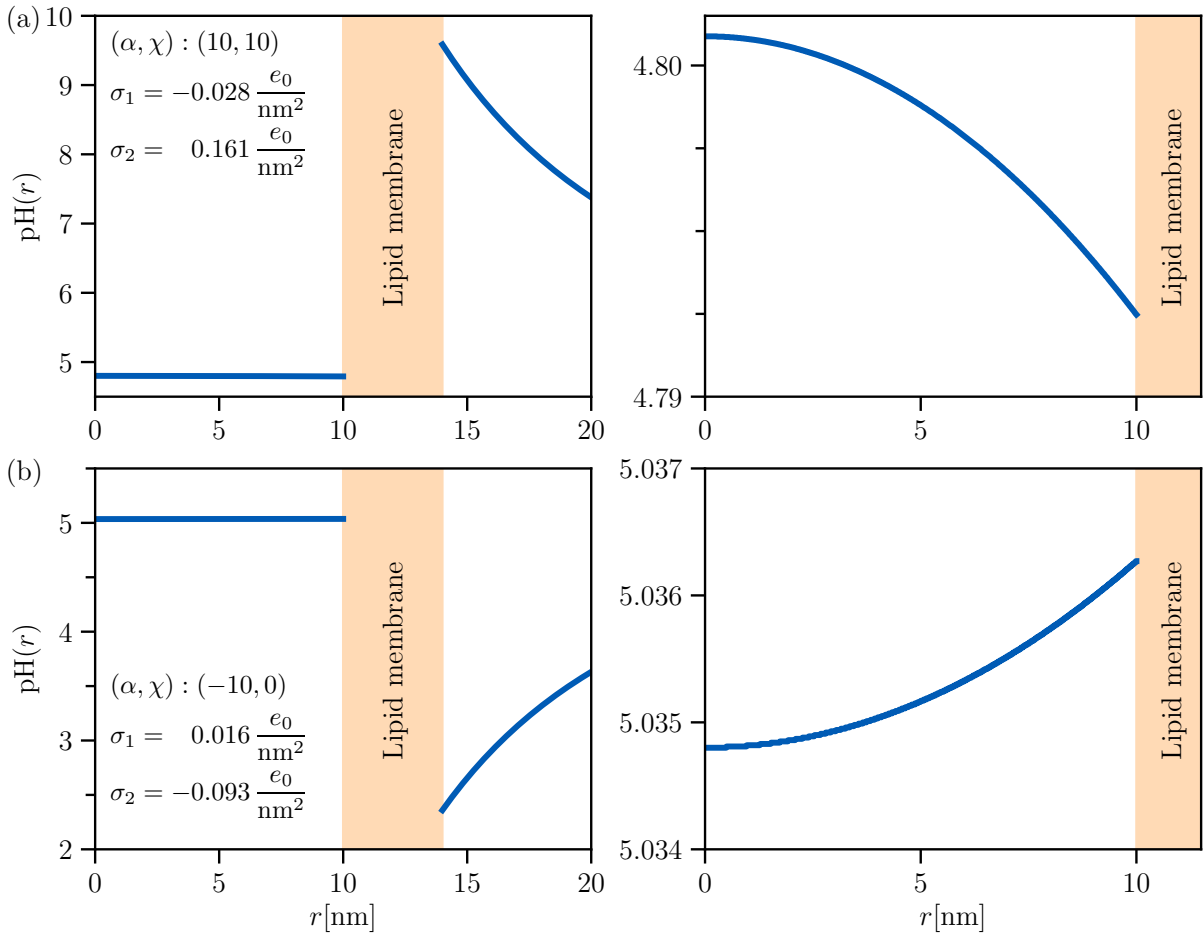 (a)
10
9
8
7
6
5
pH(r)
(α, χ) : (10, 10)
σ₁ = −0.028 e₀/nm²
σ₂ = 0.161 e₀/nm²
Lipid membrane
0 5 10 15 20
4.80
4.79
Lipid membrane
0 5 10
(b)
5
4
3
2
pH(r)
(α, χ) : (−10, 0)
σ₁ = 0.016 e₀/nm²
σ₂ = −0.093 e₀/nm²
Lipid membrane
0 5 10 15 20
r[nm]
5.037
5.036
5.035
5.034
Lipid membrane
0 5 10
r[nm]